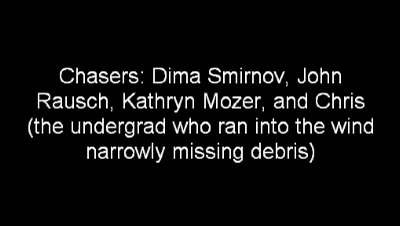 Chasers: Dima Smirnov, John
Rausch, Kathryn Mozer, and Chris
(the undergrad who ran into the wind
narrowly missing debris)